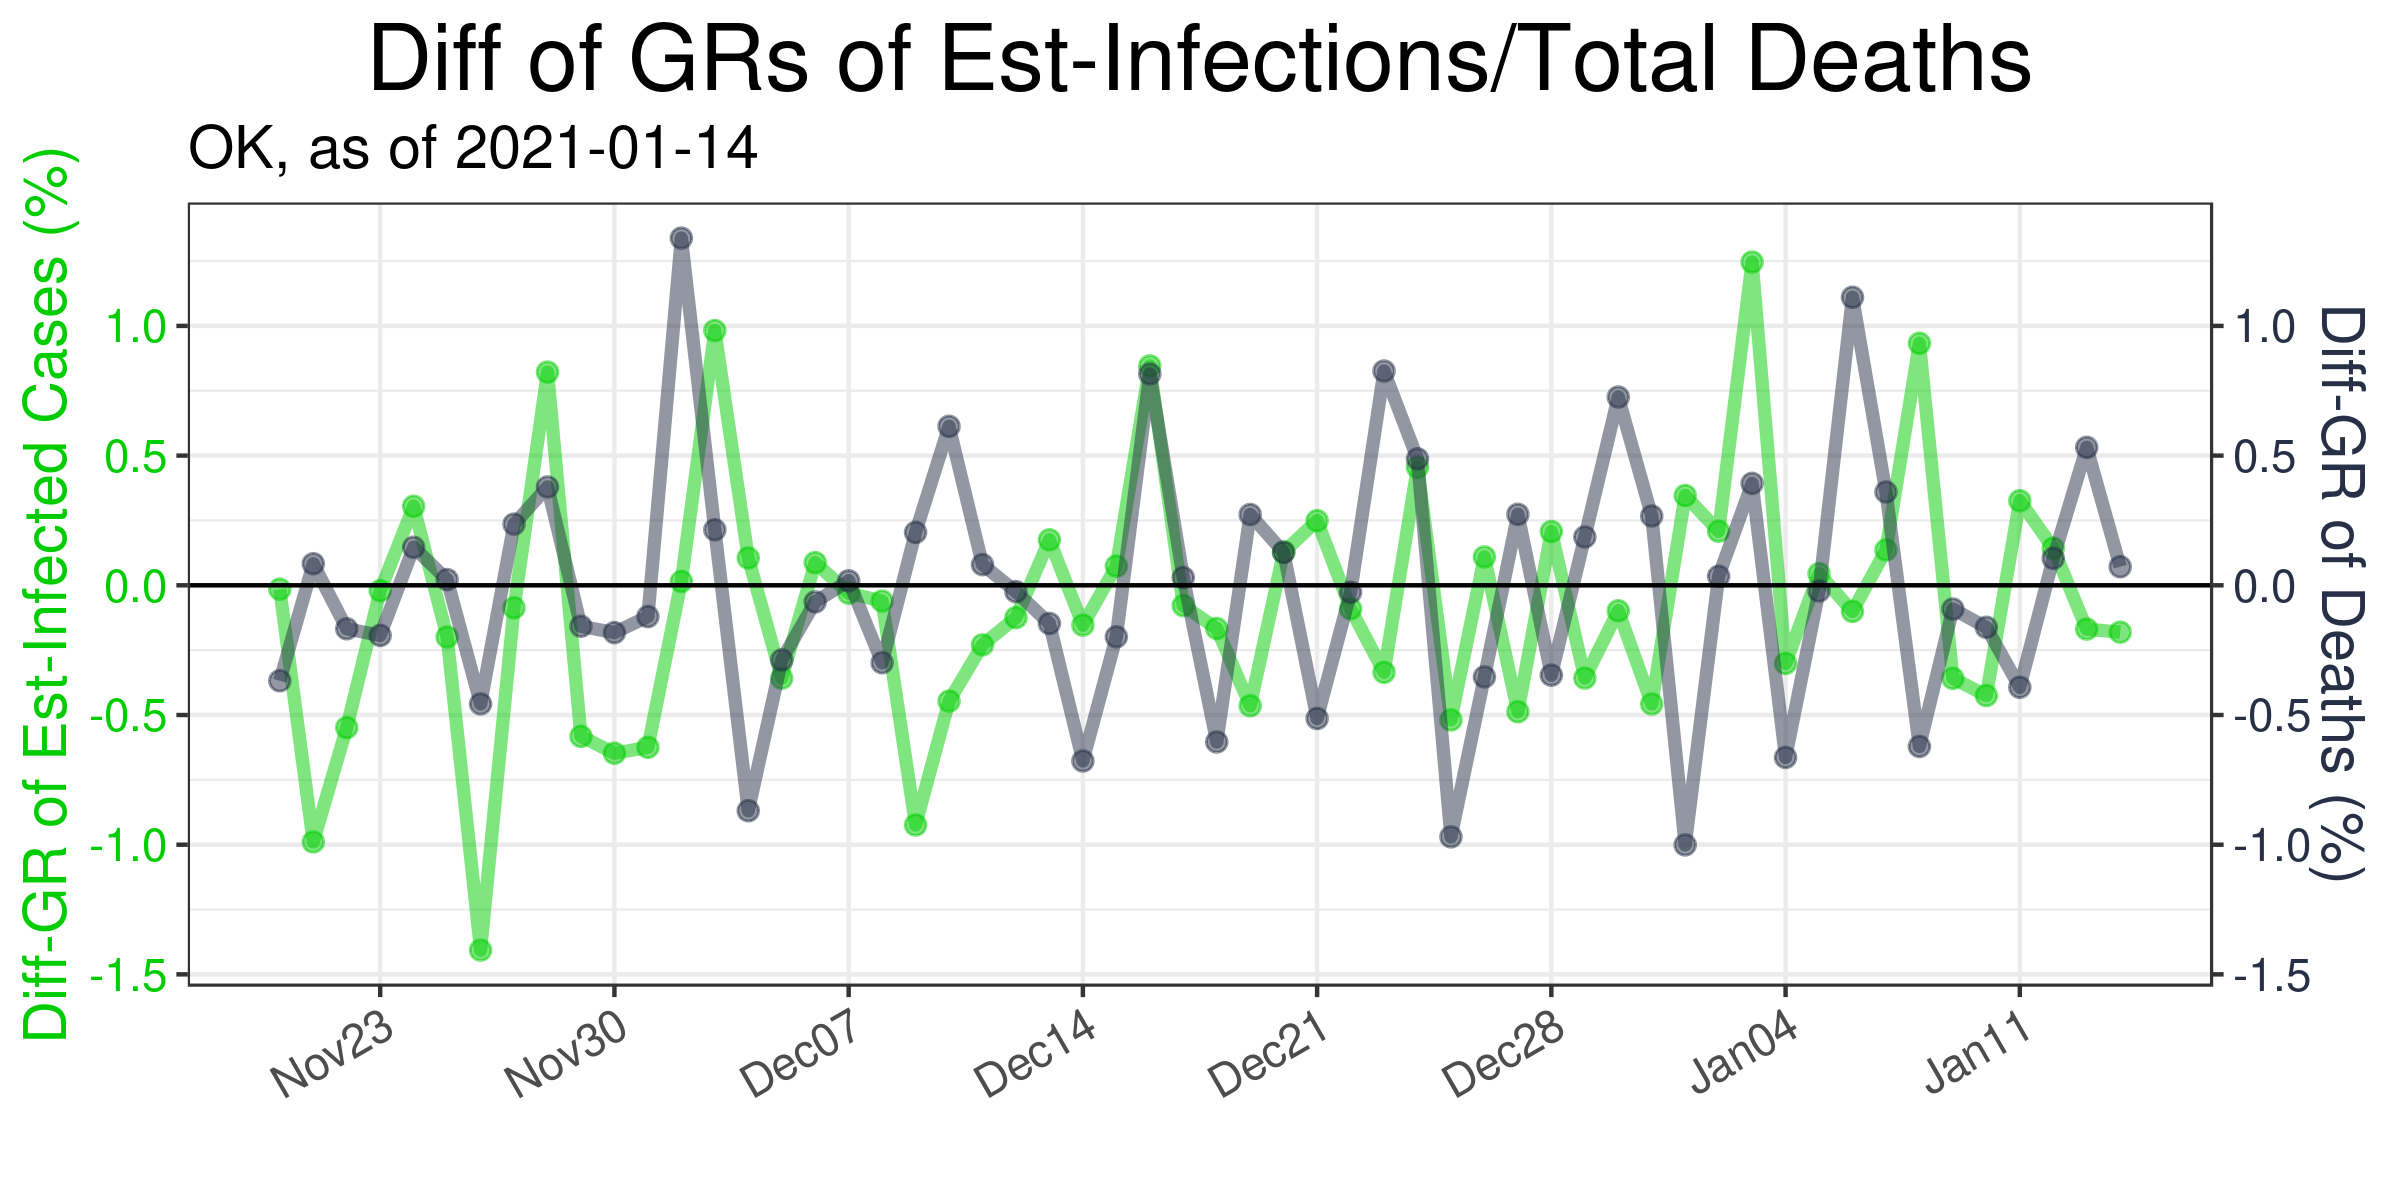 Diff of GRs of Est-Infections/Total Deaths
OK, as of 2021-01-14
Diff-GR of Est-Infected Cases (%)
1.0
0.5
0.0
-0.5
-1.0
-1.5
1.0
0.5
0.0
-0.5
-1.0
-1.5
Diff-GR of Deaths (%)
Nov23
Nov30
Dec07
Dec14
Dec21
Dec28
Jan04
Jan11